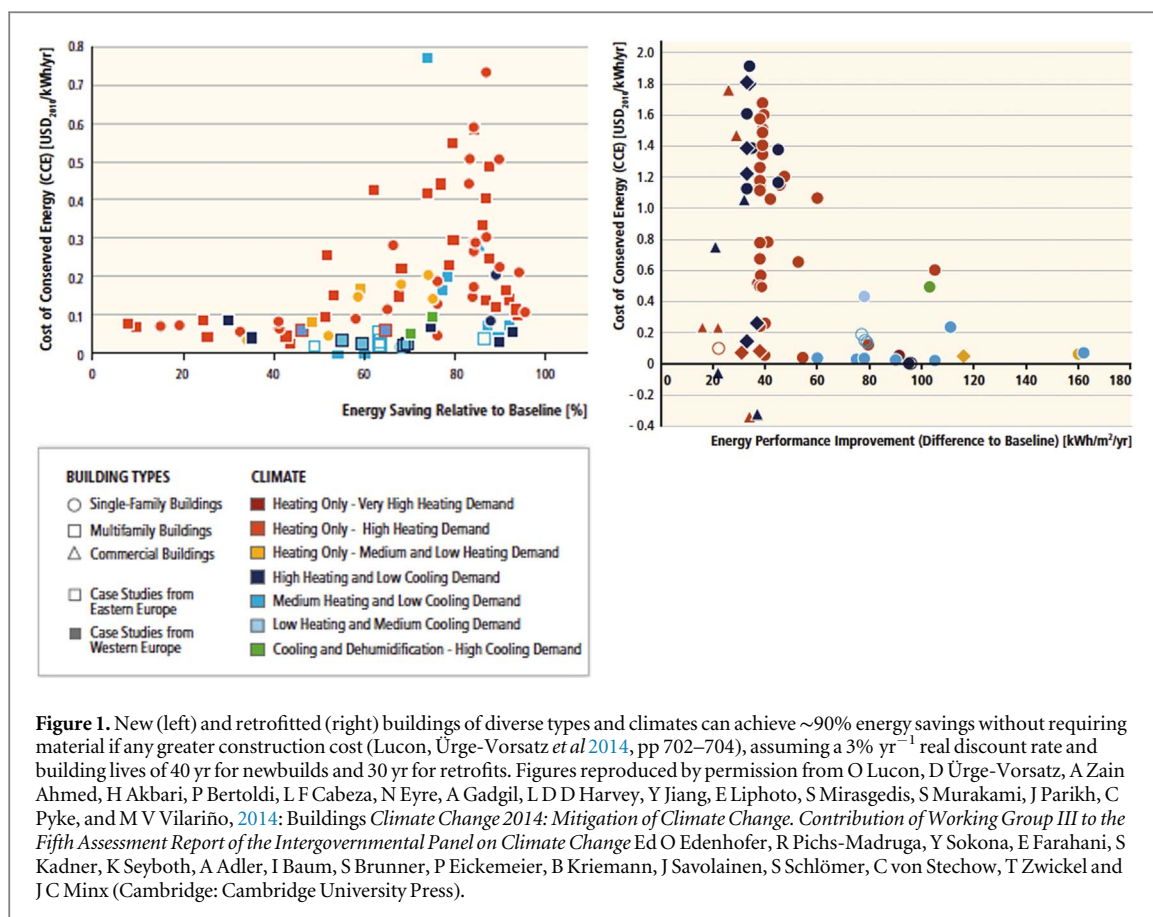 Cost of Conserved Energy (CCE) [USD2010/kWh/yr]
0.8
0.7
0.6
0.5
0.4
0.3
0.2
0.1
0
0 20 40 60 80 100
Energy Saving Relative to Baseline [%]
Cost of Conserved Energy (CCE) [USD2010/kWh/yr]
2.0
1.8
1.6
1.4
1.2
1.0
0.8
0.6
0.4
0.2
0
- 0.2
- 0.4
0 20 40 60 80 100 120 140 160 180
Energy Performance Improvement (Difference to Baseline) [kWh/m²/yr]
BUILDING TYPES
Single-Family Buildings
Multifamily Buildings
Commercial Buildings
Case Studies from
Eastern Europe
Case Studies from
Western Europe
CLIMATE
Heating Only - Very High Heating Demand
Heating Only - High Heating Demand
Heating Only - Medium and Low Heating Demand
High Heating and Low Cooling Demand
Medium Heating and Low Cooling Demand
Low Heating and Medium Cooling Demand
Cooling and Dehumidification - High Cooling Demand
Figure 1. New (left) and retrofitted (right) buildings of diverse types and climates can achieve ~90% energy savings without requiring
material if any greater construction cost (Lucon, Ürge-Vorsatz et al 2014, pp 702–704), assuming a 3% yr⁻¹ real discount rate and
building lives of 40 yr for newbuilds and 30 yr for retrofits. Figures reproduced by permission from O Lucon, D Ürge-Vorsatz, A Zain
Ahmed, H Akbari, P Bertoldi, L F Cabeza, N Eyre, A Gadgil, L D D Harvey, Y Jiang, E Liphoto, S Mirasgedis, S Murakami, J Parikh, C
Pyke, and M V Vilariño, 2014: Buildings Climate Change 2014: Mitigation of Climate Change. Contribution of Working Group III to the
Fifth Assessment Report of the Intergovernmental Panel on Climate Change Ed O Edenhofer, R Pichs-Madruga, Y Sokona, E Farahani, S
Kadner, K Seyboth, A Adler, I Baum, S Brunner, P Eickemeier, B Kriemann, J Savolainen, S Schlömer, C von Stechow, T Zwickel and
J C Minx (Cambridge: Cambridge University Press).